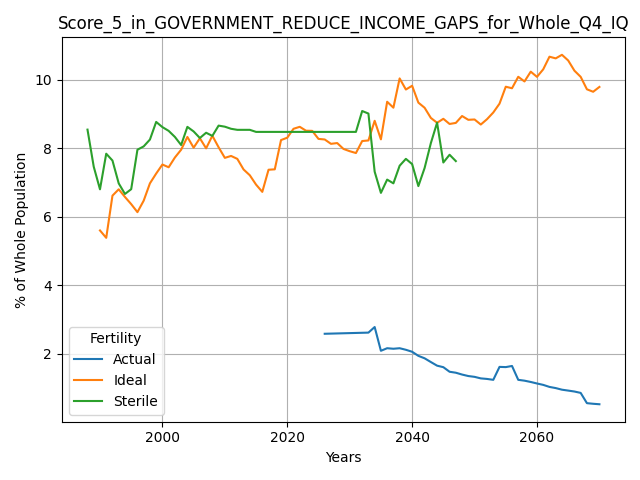 Score_5_in_GOVERNMENT_REDUCE_INCOME_GAPS_for_Whole_Q4_IQ
% of Whole Population
10
8
6
4
2
Fertility
Actual
Ideal
Sterile
2000 2020 2040 2060
Years